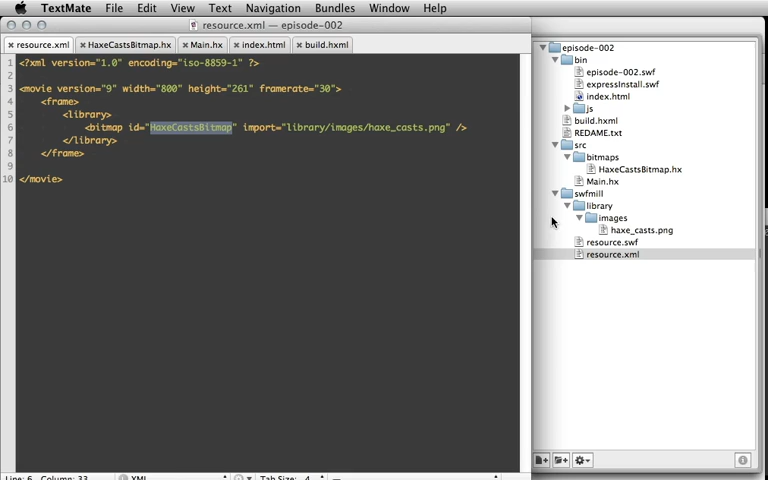 TextMate File Edit View Text Navigation Bundles Window Help
resource.xml — episode-002
resource.xml HaxeCastsBitmap.hx Main.hx index.html build.hxml
1 <?xml version="1.0" encoding="iso-8859-1" ?>
2
3 <movie version="9" width="800" height="261" framerate="30">
4 <frame>
5 <library>
6 <bitmap id="HaxeCastsBitmap" import="library/images/haxe_casts.png" />
7 </library>
8 </frame>
9
10 </movie>
episode-002
bin
episode-002.swf
expressInstall.swf
index.html
js
build.hxml
REDAME.txt
src
bitmaps
HaxeCastsBitmap.hx
Main.hx
swfmill
library
images
haxe_casts.png
resource.swf
resource.xml
Line: 6 Column: 33 XML Tab Size: 4 —